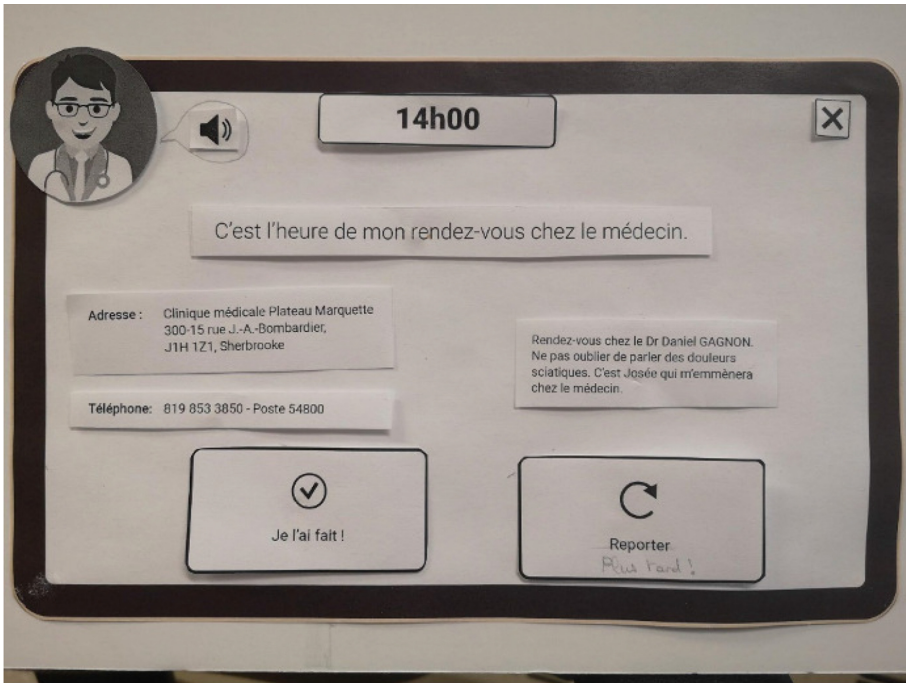 14h00
C'est l'heure de mon rendez-vous chez le médecin.
Adresse : Clinique médicale Plateau Marquette
300-15 rue J.-A.-Bombardier,
J1H 1Z1, Sherbrooke
Téléphone: 819 853 3850 - Poste 54800
Rendez-vous chez le Dr Daniel GAGNON.
Ne pas oublier de parler des douleurs
sciatiques. C'est Josée qui m'emmènera
chez le médecin.
Je l'ai fait !
Reporter
Plus tard !